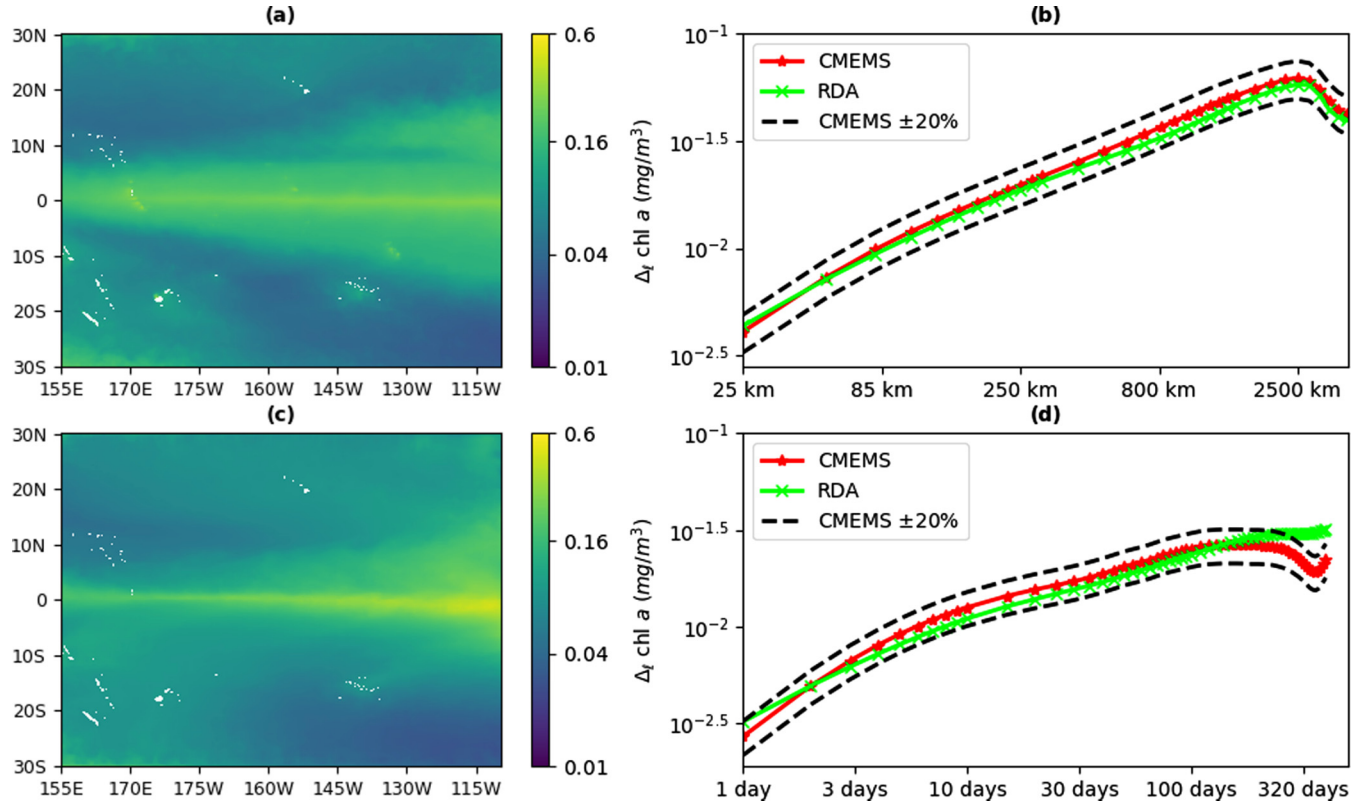 (a)
30N
20N
10N
0
10S
20S
30S
155E 170E 175W 160W 145W 130W 115W
0.6
0.16
0.04
0.01
(b)
10^-1
10^-1.5
10^-2
10^-2.5
Δℓ chl a (mg/m³)
CMEMS
RDA
CMEMS ±20%
25 km 85 km 250 km 800 km 2500 km
(c)
30N
20N
10N
0
10S
20S
30S
155E 170E 175W 160W 145W 130W 115W
0.6
0.16
0.04
0.01
(d)
10^-1
10^-1.5
10^-2
10^-2.5
Δℓ chl a (mg/m³)
CMEMS
RDA
CMEMS ±20%
1 day 3 days 10 days 30 days 100 days 320 days